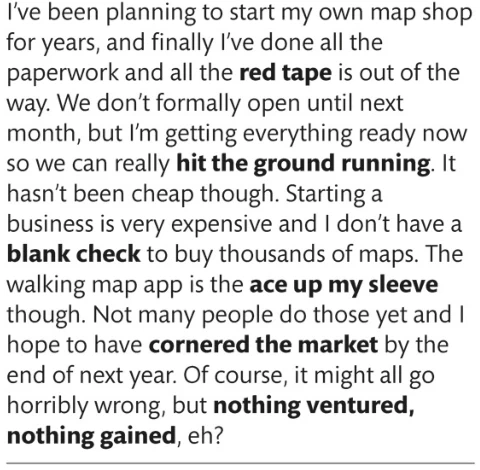 I’ve been planning to start my own map shop
for years, and finally I’ve done all the
paperwork and all the red tape is out of the
way. We don’t formally open until next
month, but I’m getting everything ready now
so we can really hit the ground running. It
hasn’t been cheap though. Starting a
business is very expensive and I don’t have a
blank check to buy thousands of maps. The
walking map app is the ace up my sleeve
though. Not many people do those yet and I
hope to have cornered the market by the
end of next year. Of course, it might all go
horribly wrong, but nothing ventured,
nothing gained, eh?